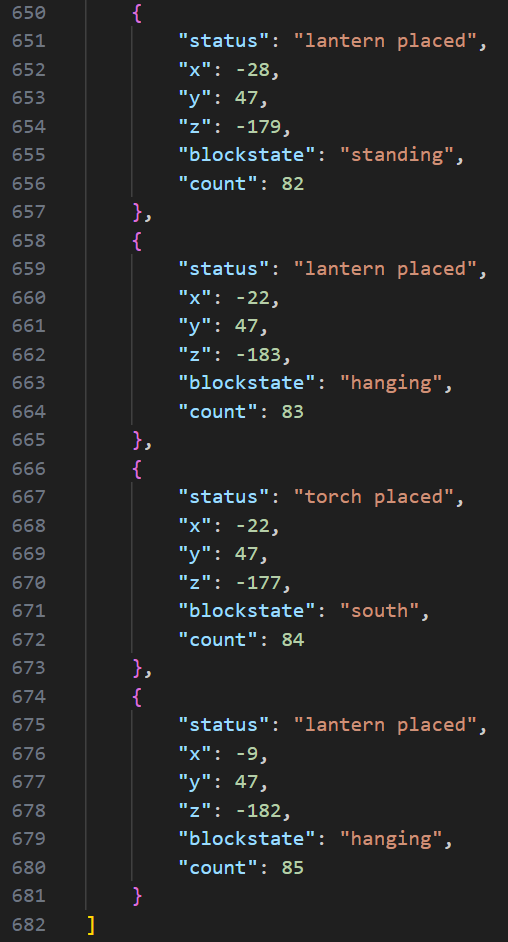 650 {
651 "status": "lantern placed",
652 "x": -28,
653 "y": 47,
654 "z": -179,
655 "blockstate": "standing",
656 "count": 82
657 },
658 {
659 "status": "lantern placed",
660 "x": -22,
661 "y": 47,
662 "z": -183,
663 "blockstate": "hanging",
664 "count": 83
665 },
666 {
667 "status": "torch placed",
668 "x": -22,
669 "y": 47,
670 "z": -177,
671 "blockstate": "south",
672 "count": 84
673 },
674 {
675 "status": "lantern placed",
676 "x": -9,
677 "y": 47,
678 "z": -182,
679 "blockstate": "hanging",
680 "count": 85
681 }
682 ]